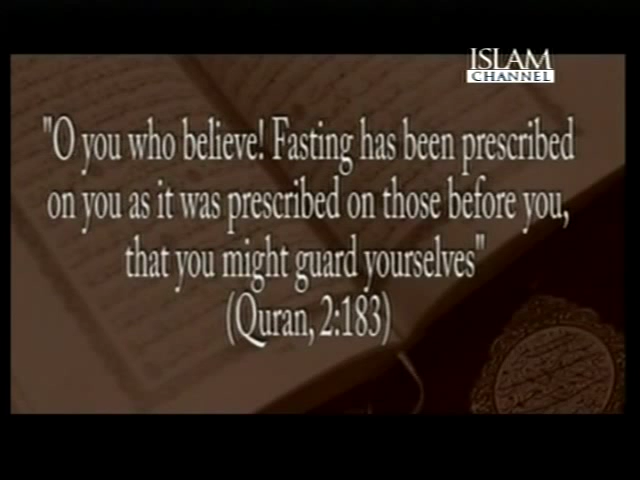 ISLAM
CHANNEL
"O you who believe! Fasting has been prescribed
on you as it was prescribed on those before you,
that you might guard yourselves"
(Quran, 2:183)